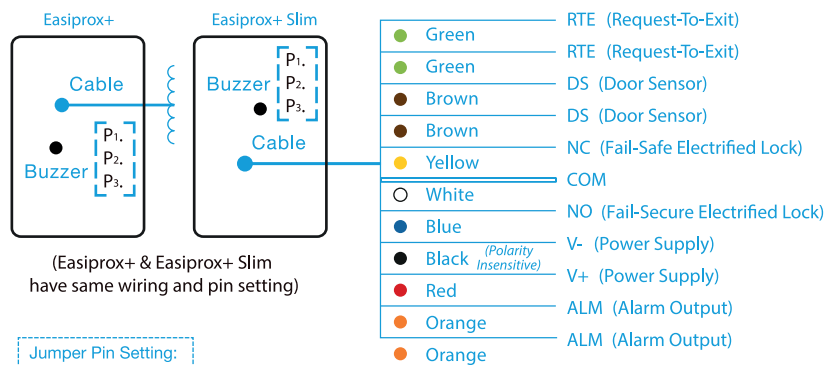 Easiprox+
Cable
Buzzer
P1.
P2.
P3.
Easiprox+ Slim
Buzzer
P1.
P2.
P3.
Cable
(Easiprox+ & Easiprox+ Slim
have same wiring and pin setting)
Jumper Pin Setting:
Green RTE (Request-To-Exit)
Green RTE (Request-To-Exit)
Brown DS (Door Sensor)
Brown DS (Door Sensor)
Yellow NC (Fail-Safe Electrified Lock)
White COM
Blue NO (Fail-Secure Electrified Lock)
Black (Polarity Insensitive) V- (Power Supply)
Red V+ (Power Supply)
Orange ALM (Alarm Output)
Orange ALM (Alarm Output)